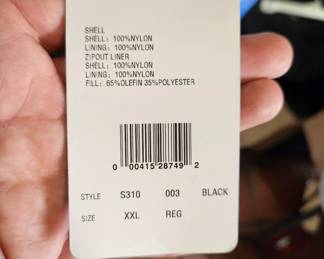 SHELL
SHELL: 100%NYLON
LINING: 100%NYLON
ZIPOUT LINER
SHELL: 100%NYLON
LINING: 100%NYLON
FILL: 65%OLEFIN 35%POLYESTER
0 00415 28749 2
STYLE S310 003 BLACK
SIZE XXL REG